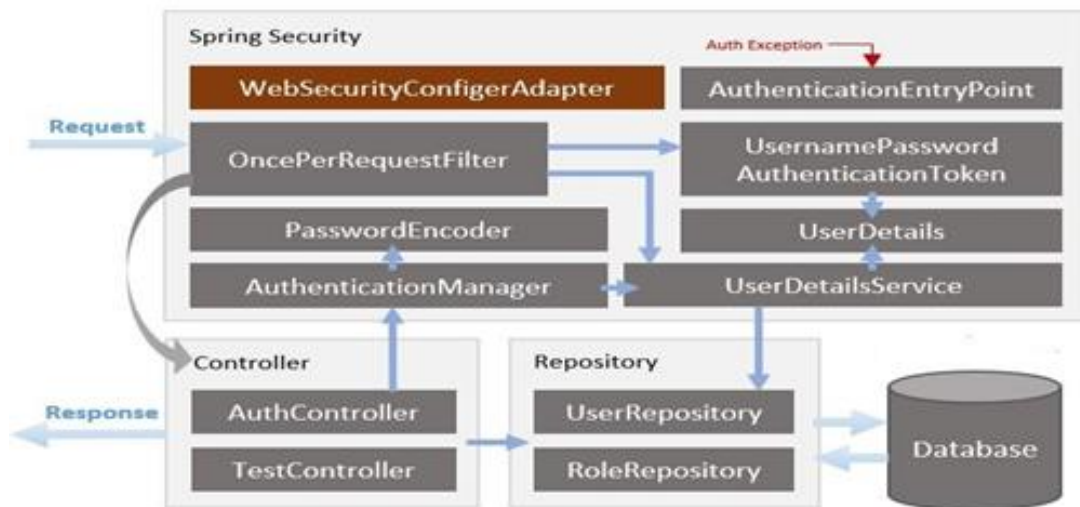 Spring Security
Auth Exception
WebSecurityConfigerAdapter
AuthenticationEntryPoint
Request
OncePerRequestFilter
UsernamePassword
AuthenticationToken
PasswordEncoder
UserDetails
AuthenticationManager
UserDetailsService
Controller
Repository
Response
AuthController
UserRepository
Database
TestController
RoleRepository